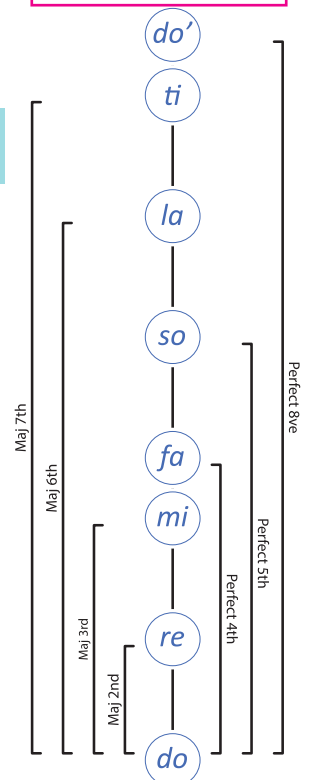 do’
ti
la
so
fa
mi
re
do
Maj 7th
Maj 6th
Maj 3rd
Maj 2nd
Perfect 4th
Perfect 5th
Perfect 8ve